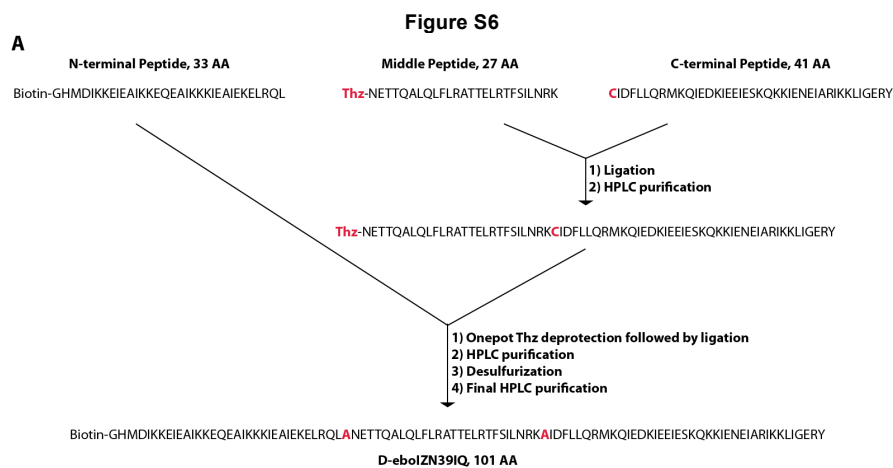 Figure S6
A
N-terminal Peptide, 33 AA
Middle Peptide, 27 AA
C-terminal Peptide, 41 AA
Biotin-GHMDIKKEIEAIKKEQEAIKKKIEAIEKELRQL
Thz-NETTQALQLFLRATTELRTFSILNRK
CIDFLLQRMKQIEDKIEEIESKQKKIENEIARIKKLIGERY
1) Ligation
2) HPLC purification
Thz-NETTQALQLFLRATTELRTFSILNRKCIDFLLQRMKQIEDKIEEIESKQKKIENEIARIKKLIGERY
1) Onepot Thz deprotection followed by ligation
2) HPLC purification
3) Desulfurization
4) Final HPLC purification
Biotin-GHMDIKKEIEAIKKEQEAIKKKIEAIEKELRQLANETTQALQLFLRATTELRTFSILNRKAIDFLLQRMKQIEDKIEEIESKQKKIENEIARIKKLIGERY
D-eboIZN39IQ, 101 AA